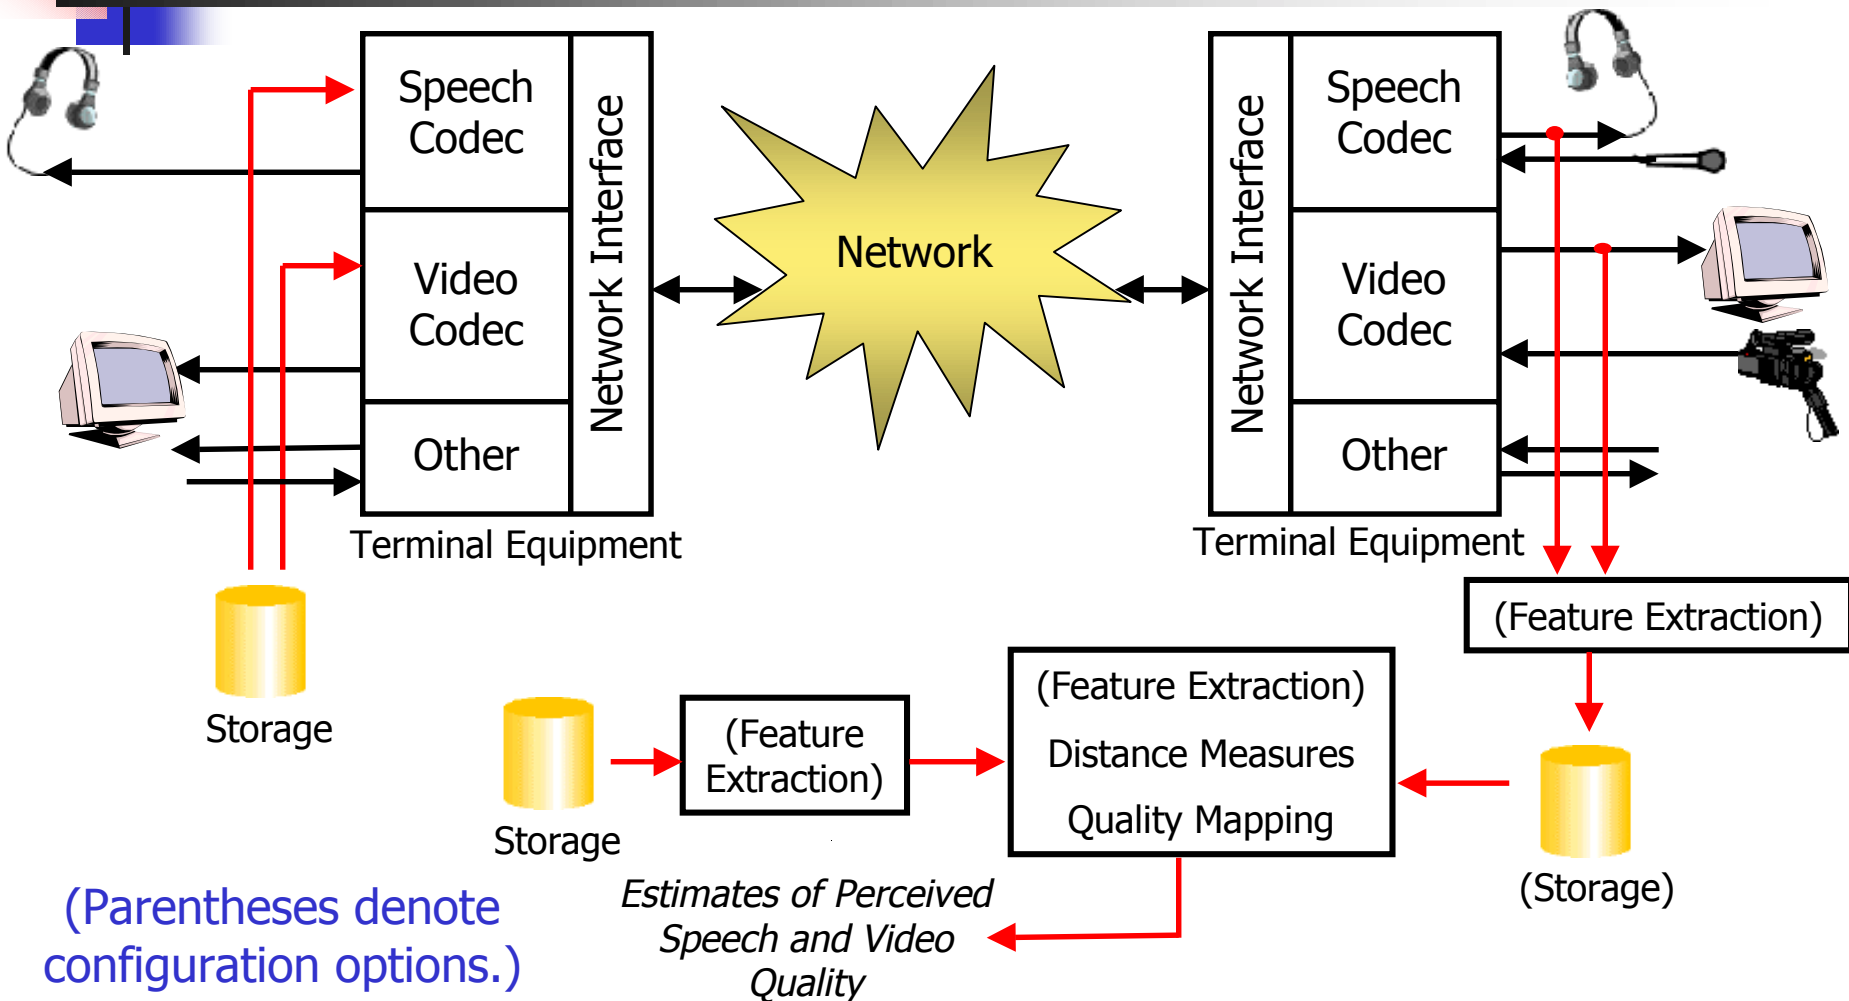 Speech
Codec
Video
Codec
Other
Network Interface
Terminal Equipment
Network
Network Interface
Speech
Codec
Video
Codec
Other
Terminal Equipment
Storage
Storage
(Feature
Extraction)
(Feature Extraction)
Distance Measures
Quality Mapping
(Feature Extraction)
(Storage)
Estimates of Perceived
Speech and Video
Quality
(Parentheses denote
configuration options.)